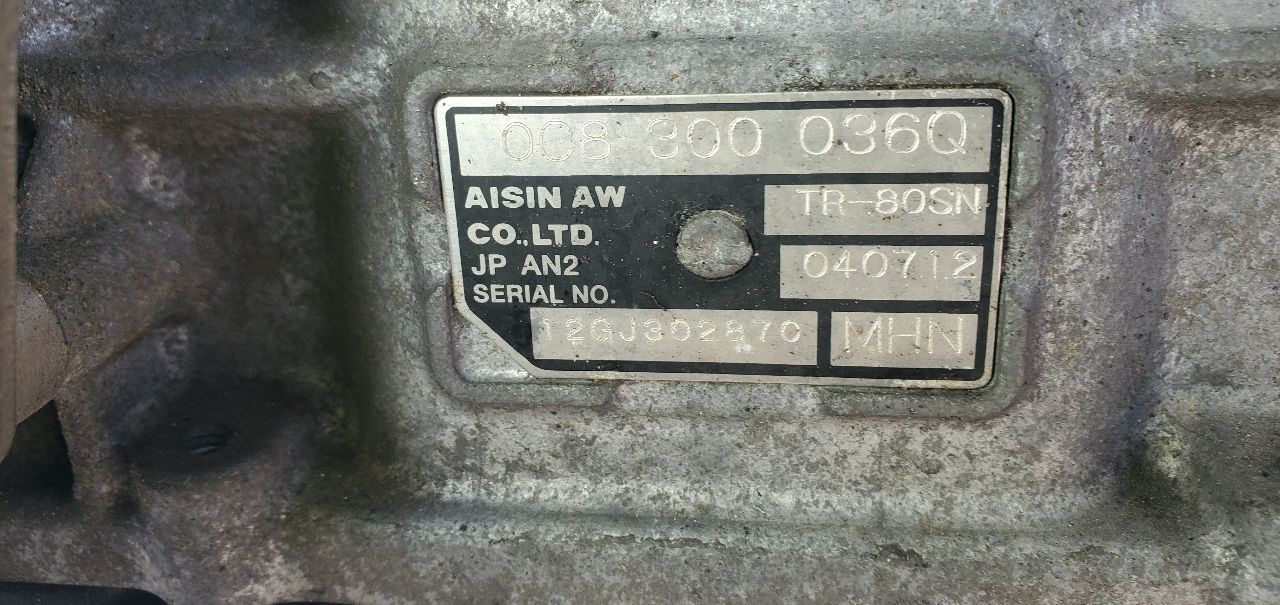 0C8 300 036Q
AISIN AW
CO.,LTD.
TR-80SN
JP AN2
040712
SERIAL NO.
12GJ302870
MHN